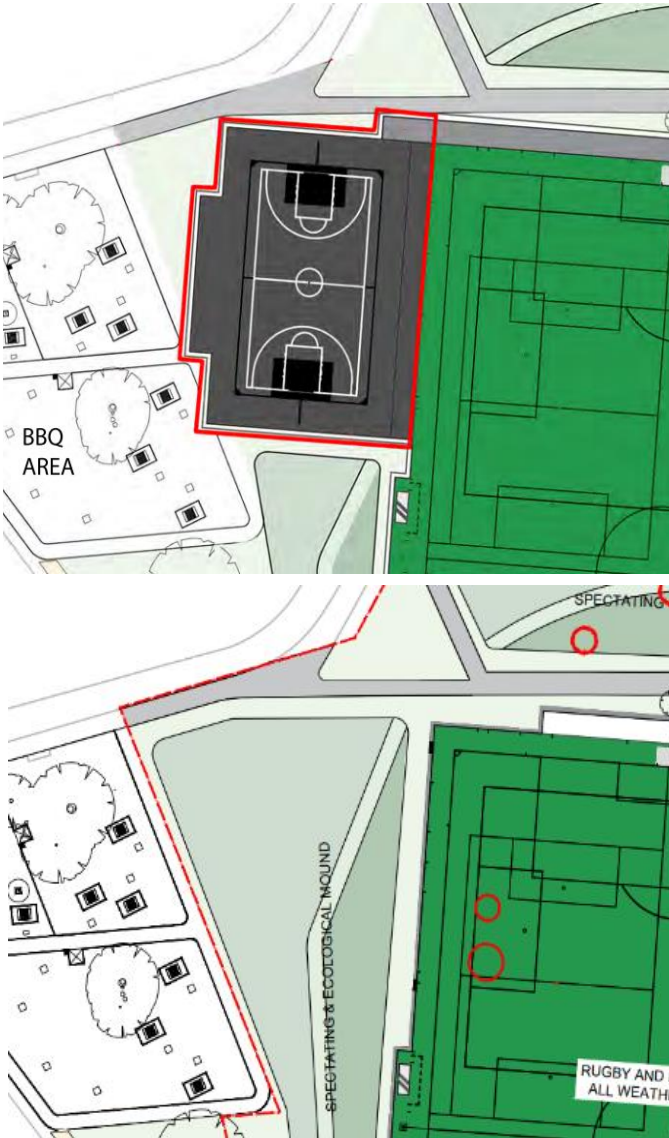 BBQ
AREA
SPECTATING
SPECTATING & ECOLOGICAL MOUND
RUGBY AND
ALL WEATH